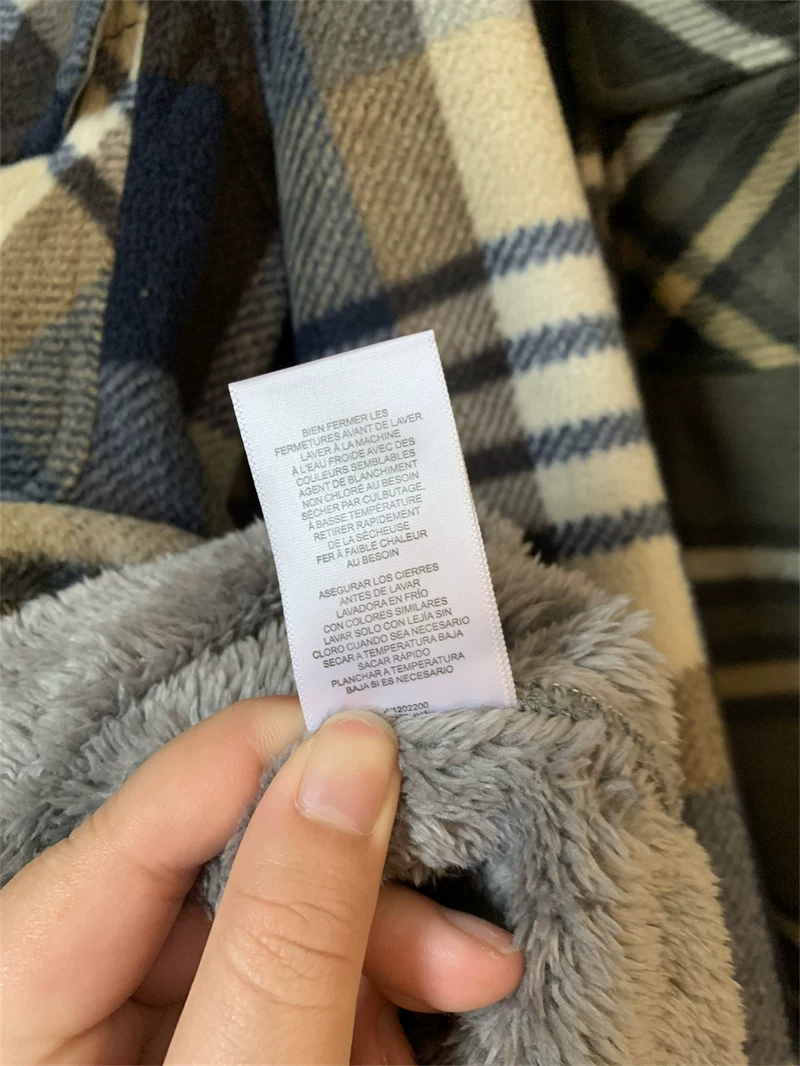 BIEN FERMER LES
FERMETURES AVANT DE LAVER
LAVER À LA MACHINE
À L'EAU FROIDE AVEC DES
COULEURS SEMBLABLES
AGENT DE BLANCHIMENT
NON CHLORÉ AU BESOIN
SÉCHER PAR CULBUTAGE.
À BASSE TEMPÉRATURE
RETIRER RAPIDEMENT
DE LA SÉCHEUSE
FER À FAIBLE CHALEUR
AU BESOIN
ASEGURAR LOS CIERRES
ANTES DE LAVAR
LAVADORA EN FRÍO
CON COLORES SIMILARES
LAVAR SOLO CON LEJÍA SIN
CLORO CUANDO SEA NECESARIO
SECAR A TEMPERATURA BAJA
SACAR RÁPIDO
PLANCHAR A TEMPERATURA
BAJA SI ES NECESARIO